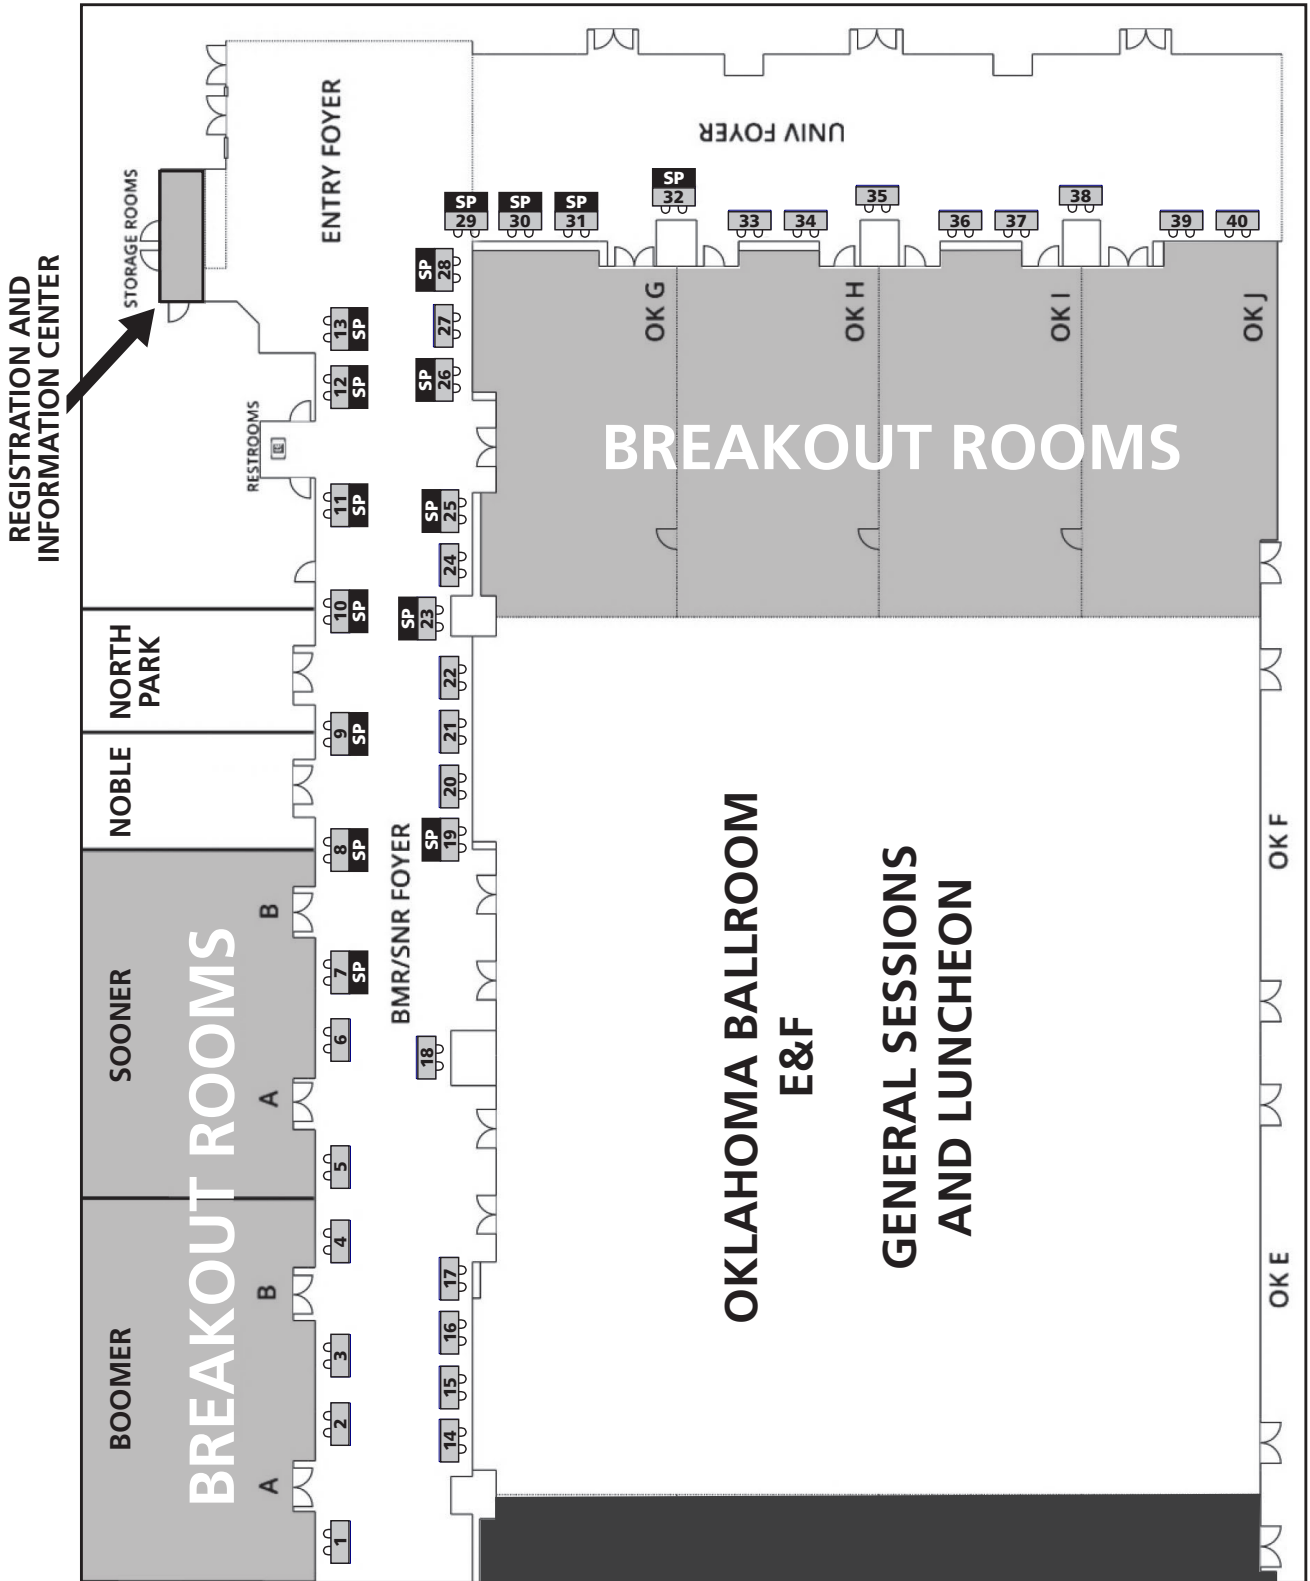 REGISTRATION AND
INFORMATION CENTER
STORAGE ROOMS
ENTRY FOYER
UNIV FOYER
RESTROOMS
SP
29
SP
30
SP
31
SP
32
33
34
35
36
37
38
39
40
SP
28
27
SP
26
SP
25
24
SP
23
22
21
20
SP
19
18
17
16
15
14
13
SP
12
SP
11
SP
10
SP
9
SP
8
SP
7
SP
6
5
4
3
2
1
OK G
OK H
OK I
OK J
BREAKOUT ROOMS
NORTH
PARK
NOBLE
SOONER
B
A
BOOMER
B
A
BREAKOUT ROOMS
BMR/SNR FOYER
OKLAHOMA BALLROOM
E&F
GENERAL SESSIONS
AND LUNCHEON
OK F
OK E